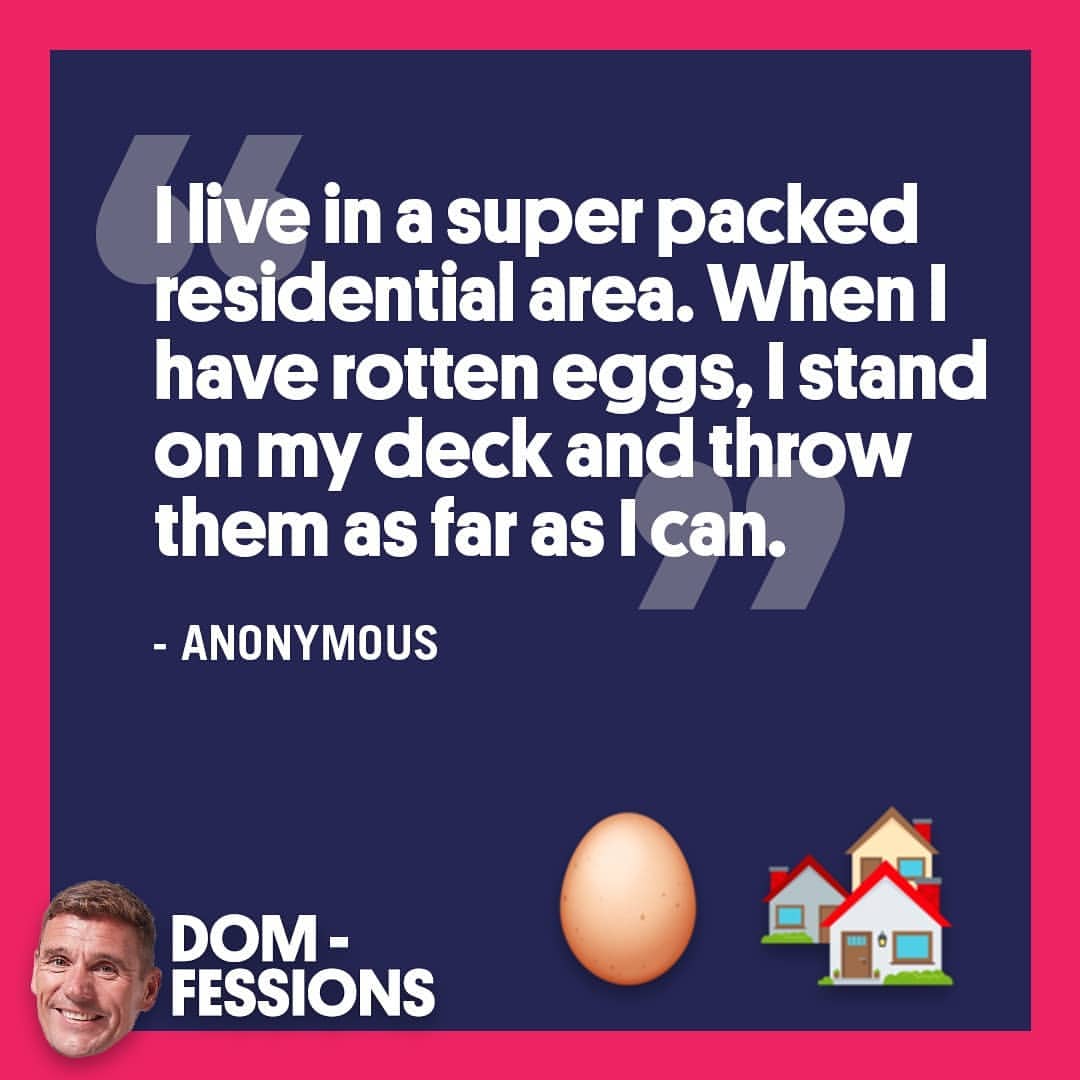 I live in a super packed
residential area. When I
have rotten eggs, I stand
on my deck and throw
them as far as I can.
- ANONYMOUS
DOM -
FESSIONS